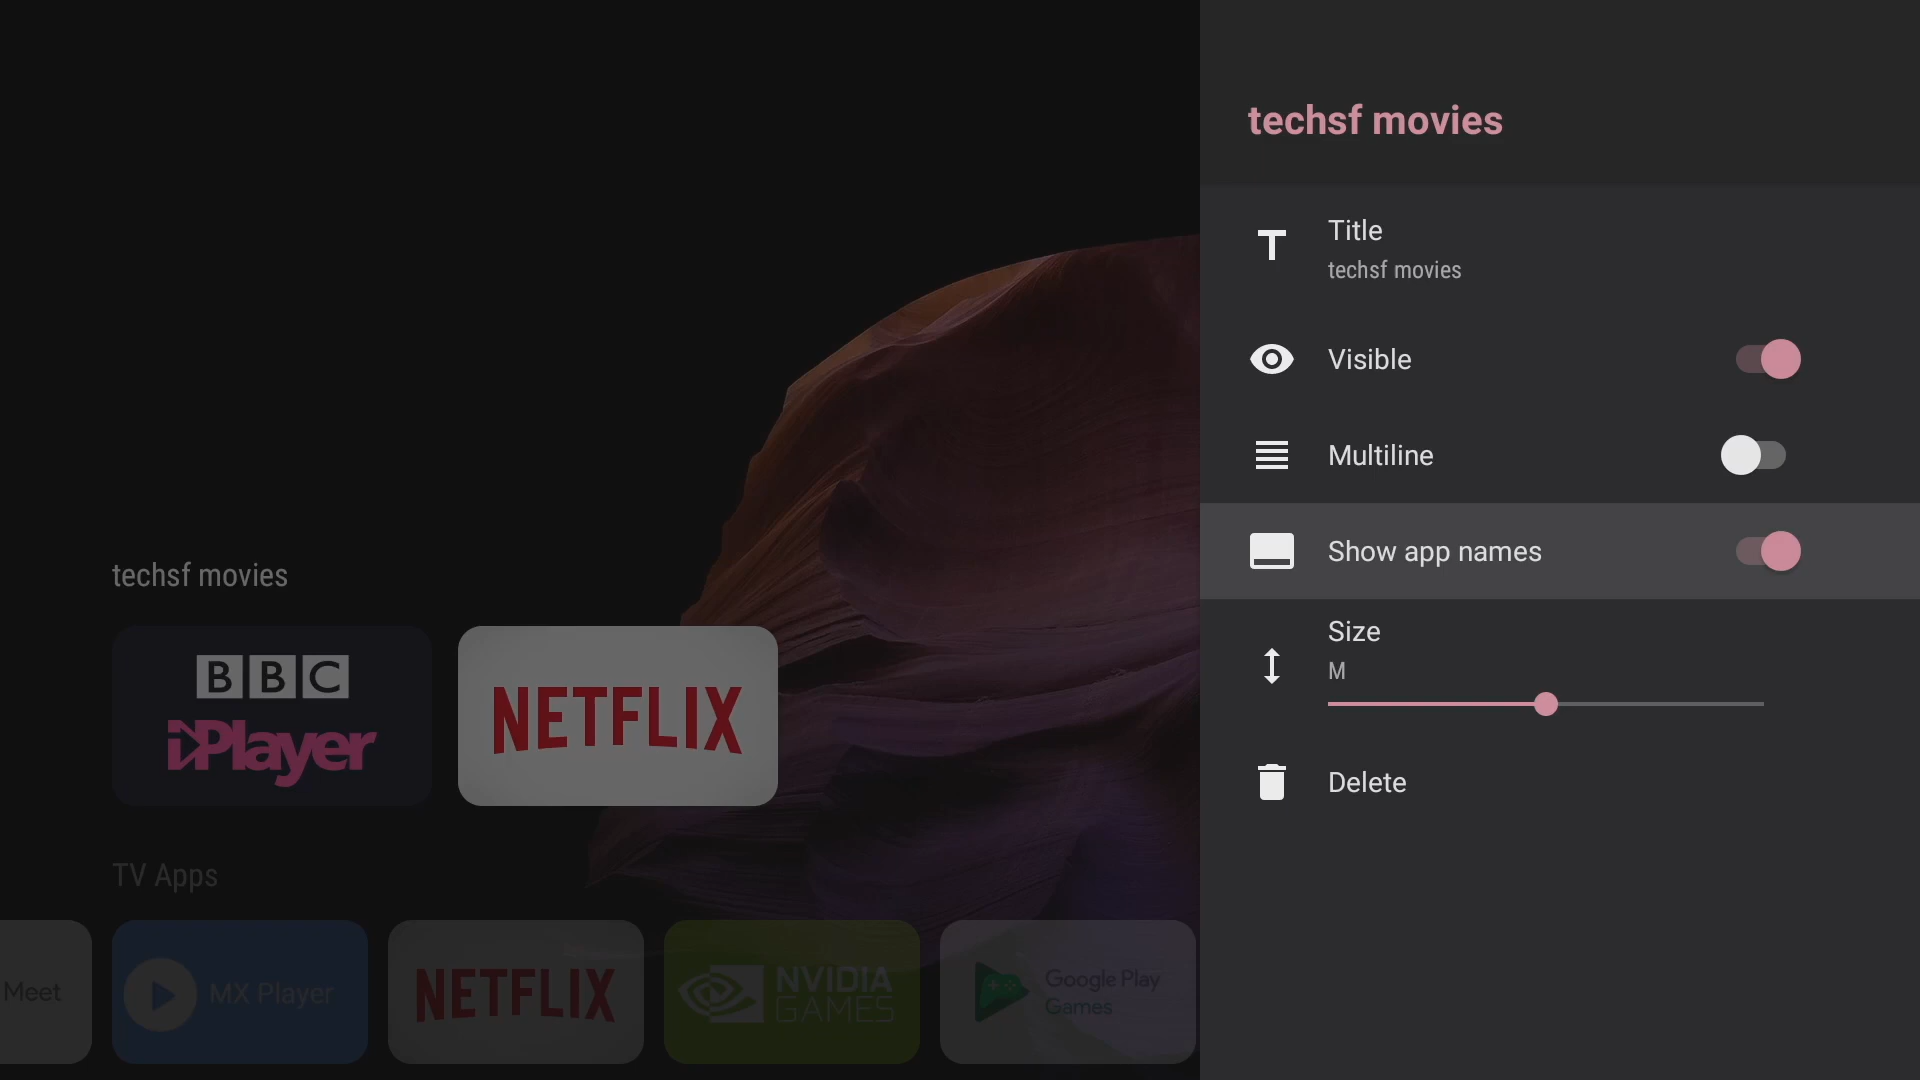 techsf movies
Title
techsf movies
Visible
Multiline
Show app names
Size
M
Delete
techsf movies
BBC
iPlayer
NETFLIX
TV Apps
Meet
MX Player
NETFLIX
NVIDIA
GAMES
Google Play
Games